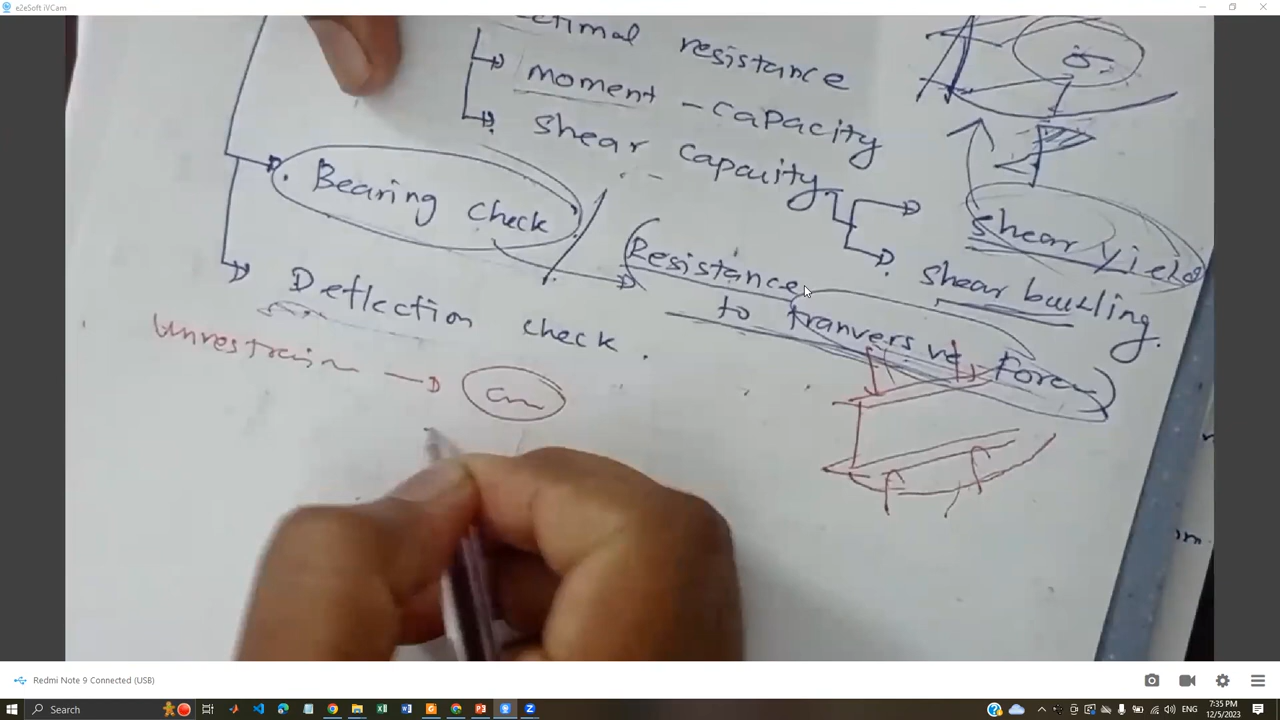 e2eSoft iVCam
resistance
moment - capacity
shear capacity
Bearing check
shear yield
shear buckling.
Resistance
to tranversve Force
Deflection check.
Unrestrain
Redmi Note 9 Connected (USB)
Search
ENG
7:35 PM
12/5/2023